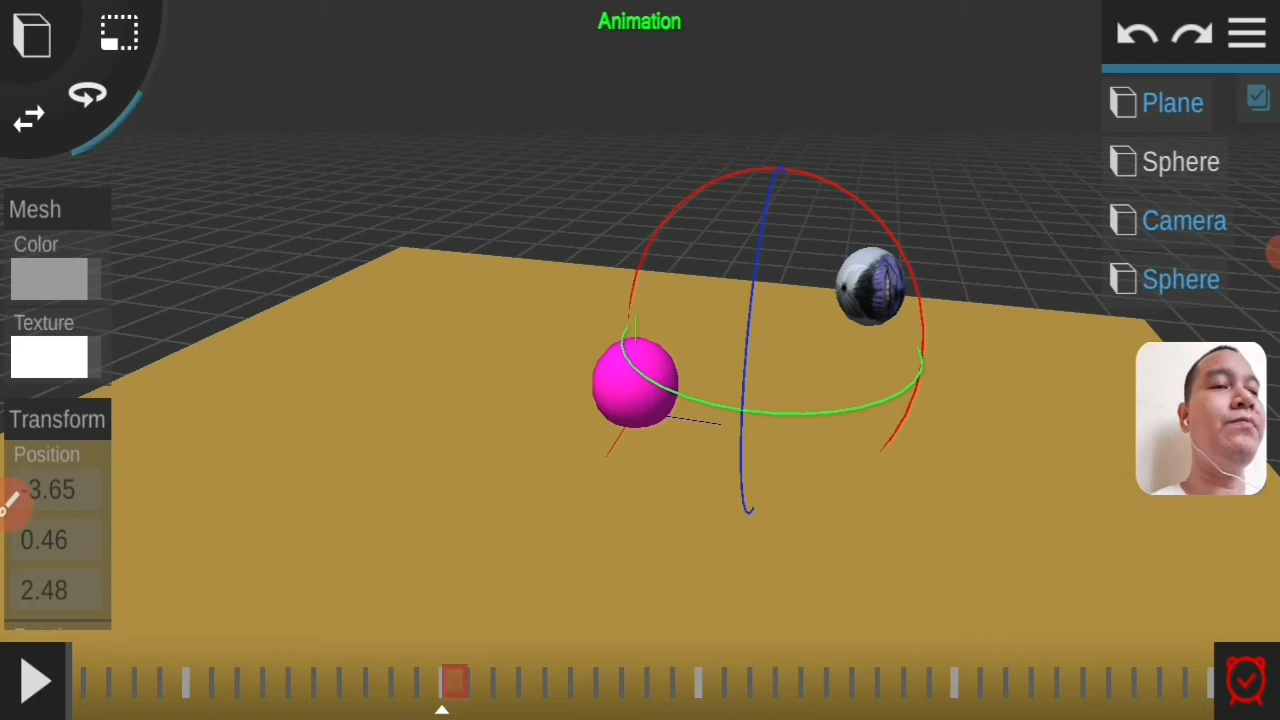 Animation
Plane
Sphere
Camera
Sphere
Mesh
Color
Texture
Transform
Position
-3.65
0.46
2.48